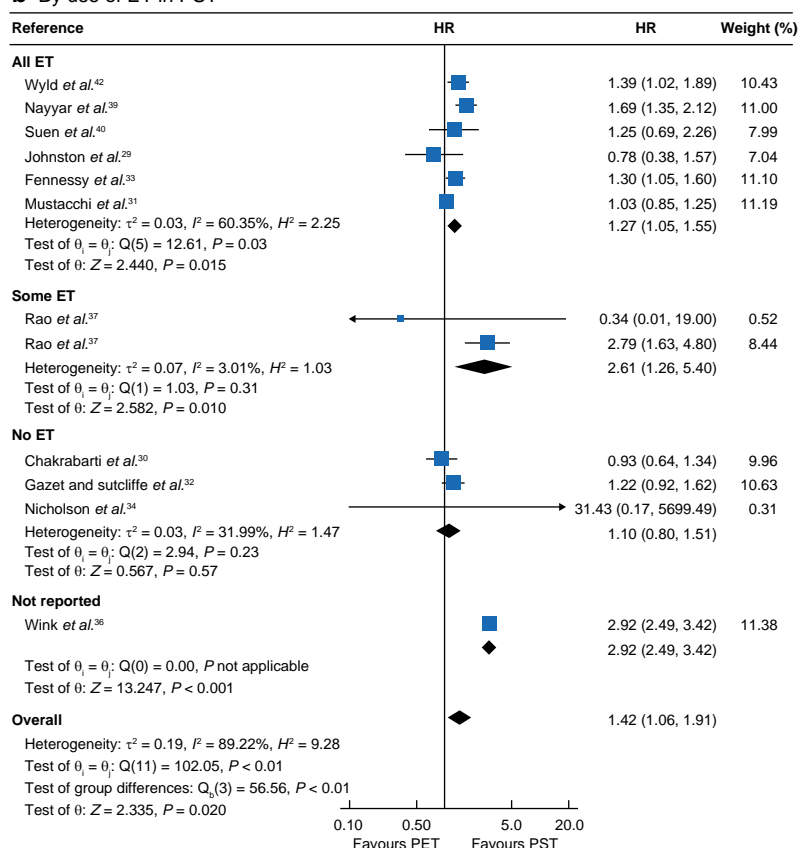 b By use of ET in PST
Reference HR HR Weight (%)
All ET
Wyld et al.42 1.39 (1.02, 1.89) 10.43
Nayyar et al.39 1.69 (1.35, 2.12) 11.00
Suen et al.40 1.25 (0.69, 2.26) 7.99
Johnston et al.29 0.78 (0.38, 1.57) 7.04
Fennessy et al.33 1.30 (1.05, 1.60) 11.10
Mustacchi et al.31 1.03 (0.85, 1.25) 11.19
Heterogeneity: τ2 = 0.03, I2 = 60.35%, H2 = 2.25 1.27 (1.05, 1.55)
Test of θi = θj: Q(5) = 12.61, P = 0.03
Test of θ: Z = 2.440, P = 0.015
Some ET
Rao et al.37 0.34 (0.01, 19.00) 0.52
Rao et al.37 2.79 (1.63, 4.80) 8.44
Heterogeneity: τ2 = 0.07, I2 = 3.01%, H2 = 1.03 2.61 (1.26, 5.40)
Test of θi = θj: Q(1) = 1.03, P = 0.31
Test of θ: Z = 2.582, P = 0.010
No ET
Chakrabarti et al.30 0.93 (0.64, 1.34) 9.96
Gazet and sutcliffe et al.32 1.22 (0.92, 1.62) 10.63
Nicholson et al.34 31.43 (0.17, 5699.49) 0.31
Heterogeneity: τ2 = 0.03, I2 = 31.99%, H2 = 1.47 1.10 (0.80, 1.51)
Test of θi = θj: Q(2) = 2.94, P = 0.23
Test of θ: Z = 0.567, P = 0.57
Not reported
Wink et al.36 2.92 (2.49, 3.42) 11.38
2.92 (2.49, 3.42)
Test of θi = θj: Q(0) = 0.00, P not applicable
Test of θ: Z = 13.247, P < 0.001
Overall 1.42 (1.06, 1.91)
Heterogeneity: τ2 = 0.19, I2 = 89.22%, H2 = 9.28
Test of θi = θj: Q(11) = 102.05, P < 0.01
Test of group differences: Qb(3) = 56.56, P < 0.01
Test of θ: Z = 2.335, P = 0.020
0.10 0.50 5.0 20.0
Favours PET Favours PST